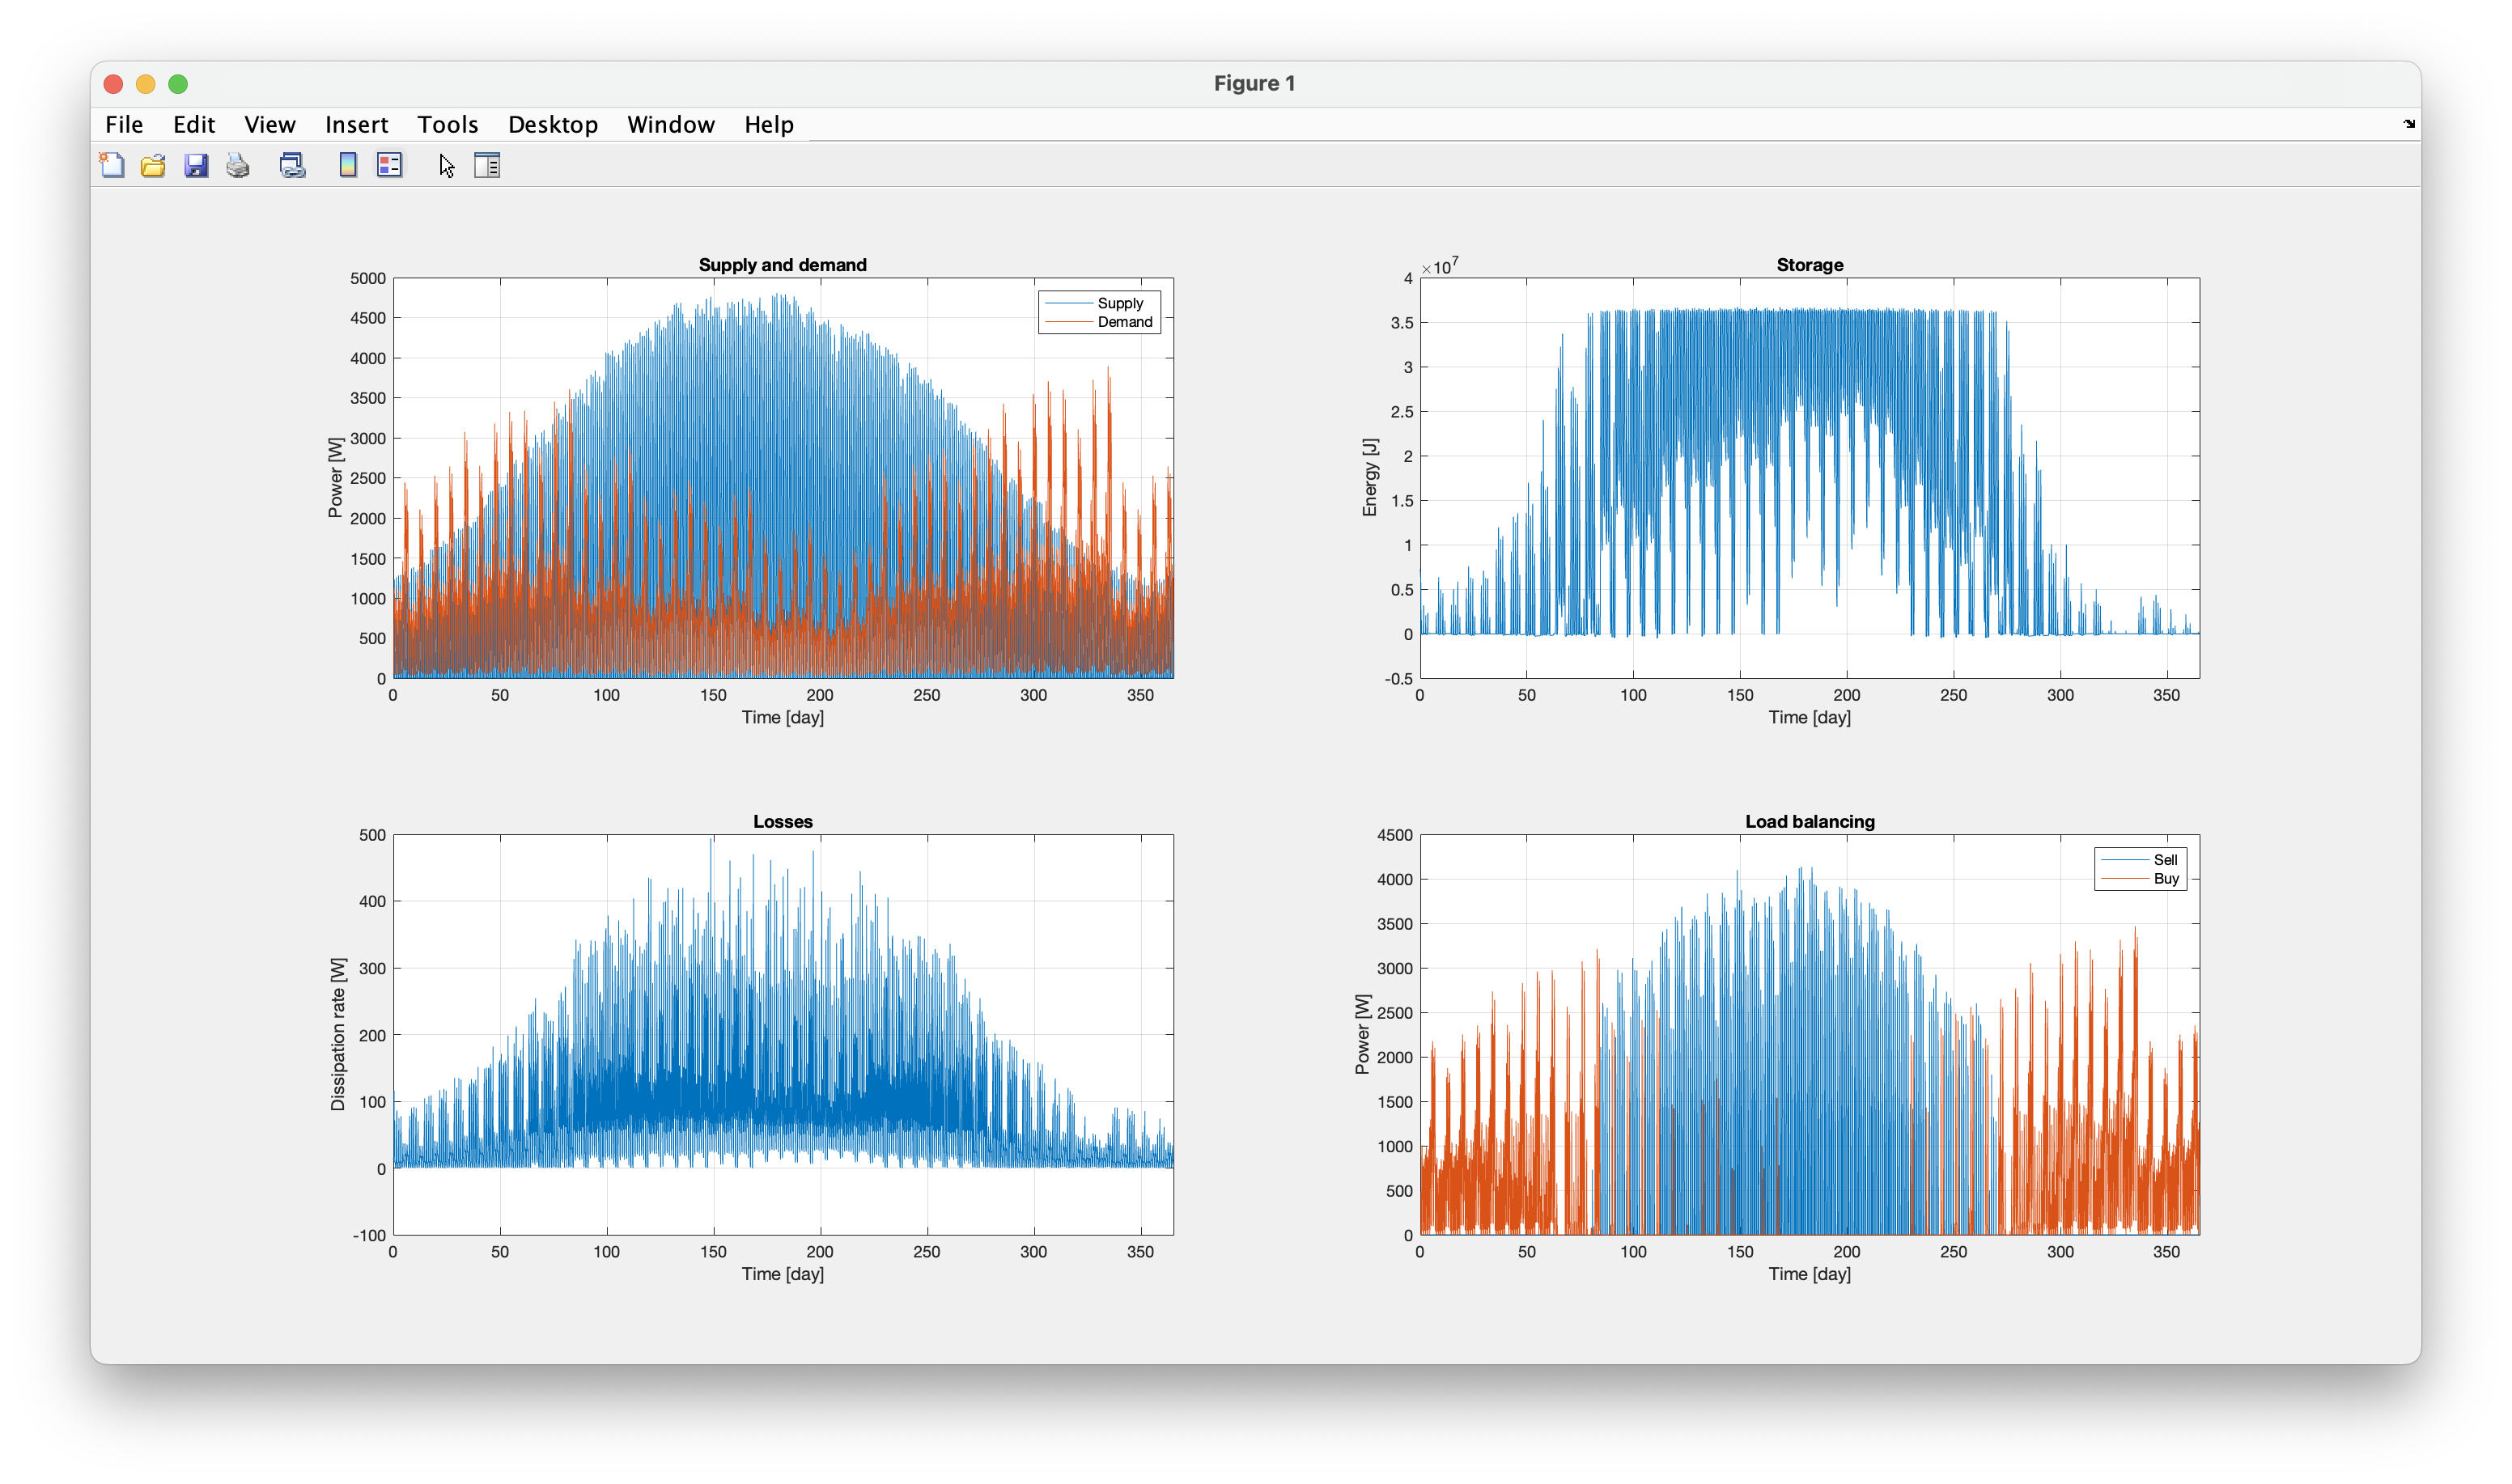 Figure 1
File Edit View Insert Tools Desktop Window Help
Supply and demand
5000
4500
4000
3500
3000
2500
2000
1500
1000
500
0
Power [W]
Supply
Demand
0 50 100 150 200 250 300 350
Time [day]
Storage
×10^7
4
3.5
3
2.5
2
1.5
1
0.5
0
-0.5
Energy [J]
0 50 100 150 200 250 300 350
Time [day]
Losses
500
400
300
200
100
0
-100
Dissipation rate [W]
0 50 100 150 200 250 300 350
Time [day]
Load balancing
4500
4000
3500
3000
2500
2000
1500
1000
500
0
Power [W]
Sell
Buy
0 50 100 150 200 250 300 350
Time [day]